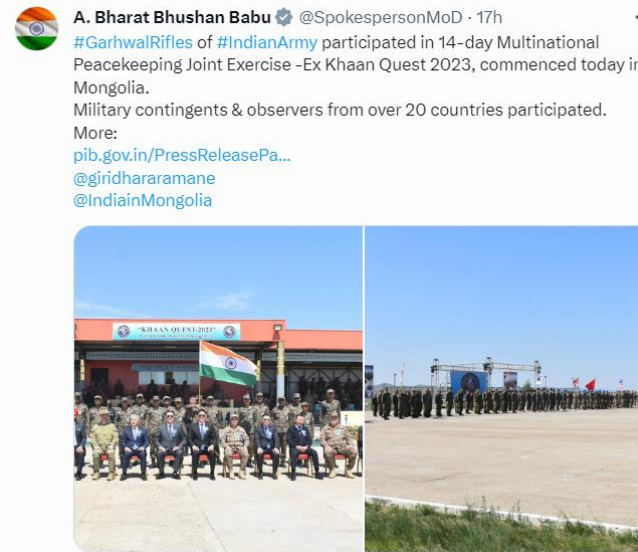 A. Bharat Bhushan Babu @SpokespersonMoD · 17h
#GarhwalRifles of #IndianArmy participated in 14-day Multinational
Peacekeeping Joint Exercise -Ex Khaan Quest 2023, commenced today in
Mongolia.
Military contingents & observers from over 20 countries participated.
More:
pib.gov.in/PressReleasePa...
@giridhararamane
@IndiainMongolia
"KHAAN QUEST-2023"